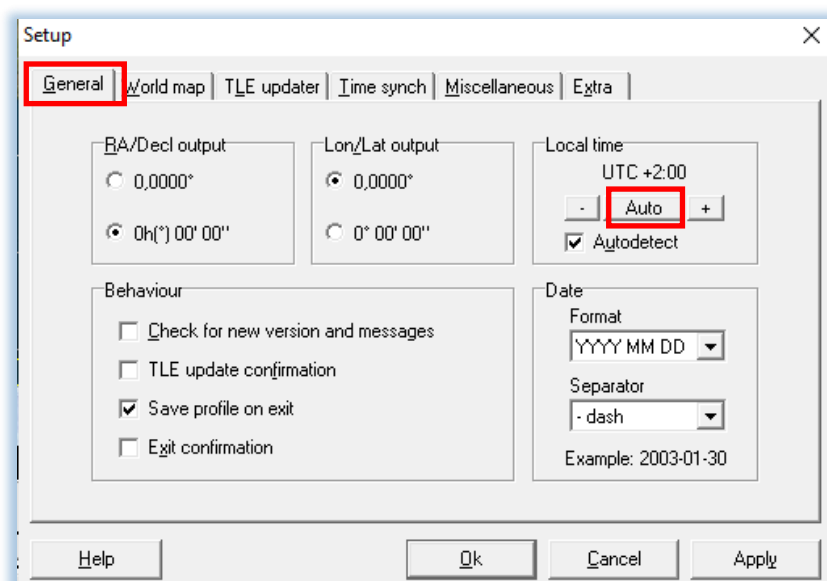 Setup
General
World map
TLE updater
Time synch
Miscellaneous
Extra
RA/Decl output
0,0000°
0h(°) 00' 00''
Lon/Lat output
0,0000°
0° 00' 00''
Local time
UTC +2:00
- Auto +
Autodetect
Behaviour
Check for new version and messages
TLE update confirmation
Save profile on exit
Exit confirmation
Date
Format
YYYY MM DD
Separator
- dash
Example: 2003-01-30
Help
Ok
Cancel
Apply